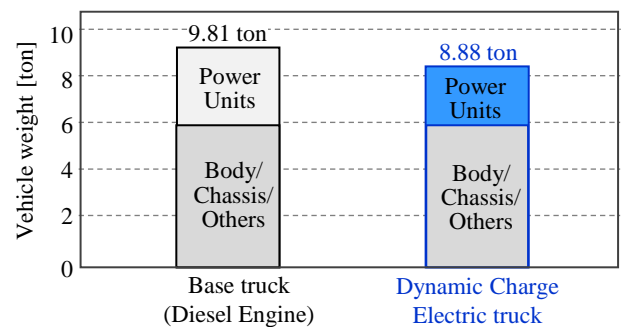 Vehicle weight [ton]
10
8
6
4
2
0
9.81 ton
Power
Units
Body/
Chassis/
Others
8.88 ton
Power
Units
Body/
Chassis/
Others
Base truck
(Diesel Engine)
Dynamic Charge
Electric truck